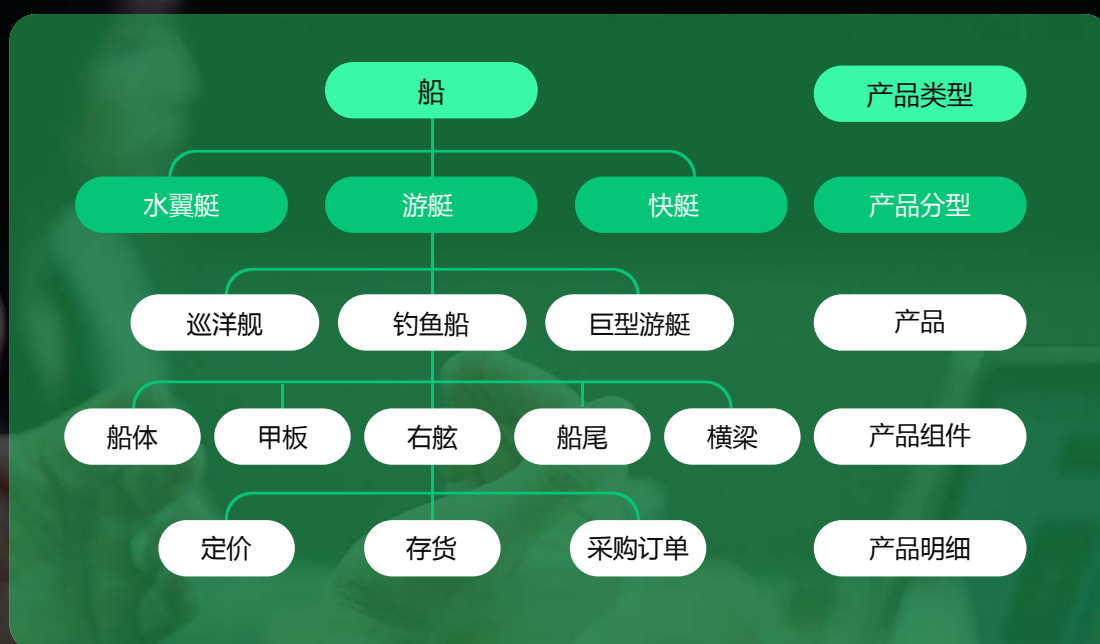 船
产品类型
水翼艇
游艇
快艇
产品分型
巡洋舰
钓鱼船
巨型游艇
产品
船体
甲板
右舷
船尾
横梁
产品组件
定价
存货
采购订单
产品明细